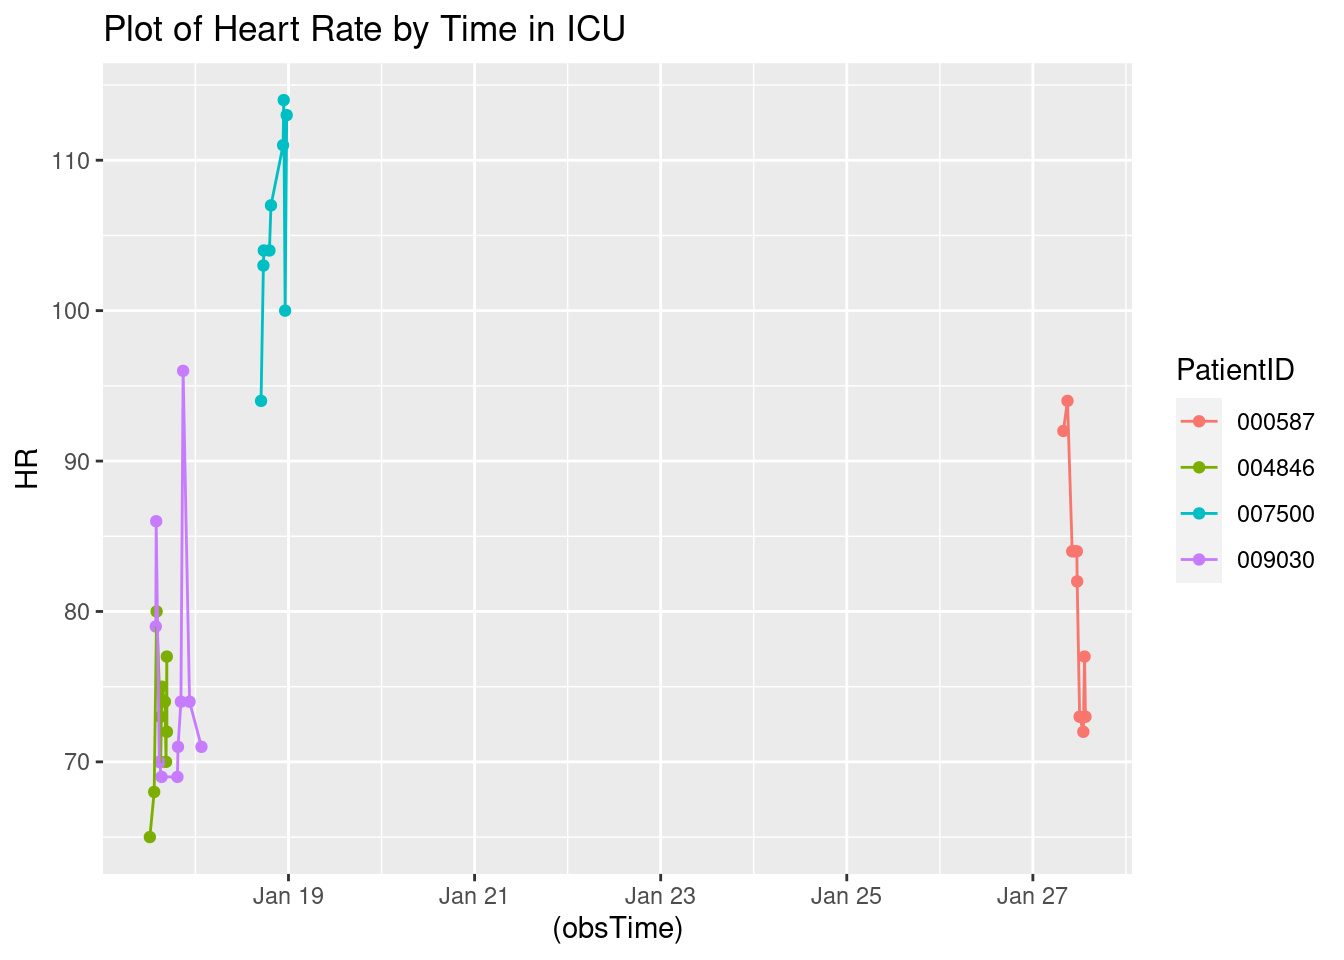 Plot of Heart Rate by Time in ICU
110
100
90
80
70
HR
Jan 19
Jan 21
Jan 23
Jan 25
Jan 27
(obsTime)
PatientID
000587
004846
007500
009030